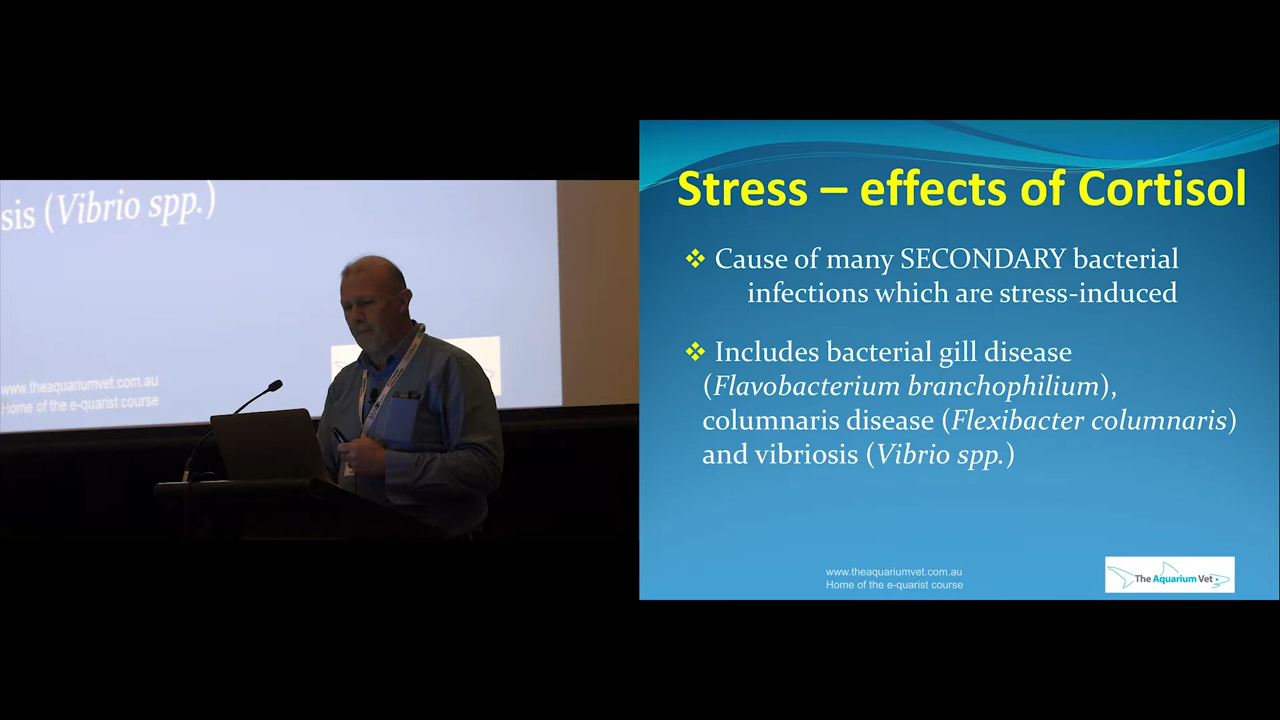 sis (Vibrio spp.)
www.theaquariumvet.com.au
Home of the e-quarist course
Stress – effects of Cortisol
❖ Cause of many SECONDARY bacterial
infections which are stress-induced
❖ Includes bacterial gill disease
(Flavobacterium branchophilium),
columnaris disease (Flexibacter columnaris)
and vibriosis (Vibrio spp.)
www.theaquariumvet.com.au
Home of the e-quarist course
The Aquarium Vet